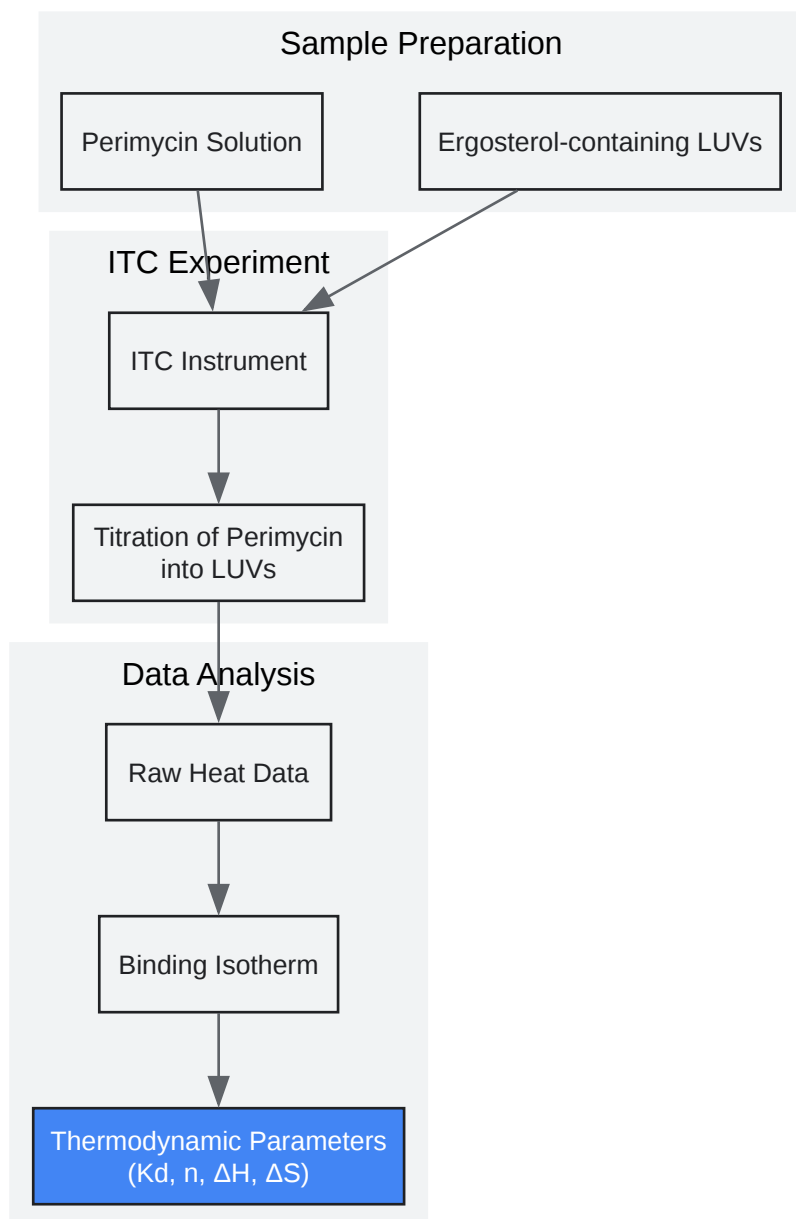 Sample Preparation
Perimycin Solution
Ergosterol-containing LUVs
ITC Experiment
ITC Instrument
Titration of Perimycin
into LUVs
Data Analysis
Raw Heat Data
Binding Isotherm
Thermodynamic Parameters
(Kd, n, ΔH, ΔS)